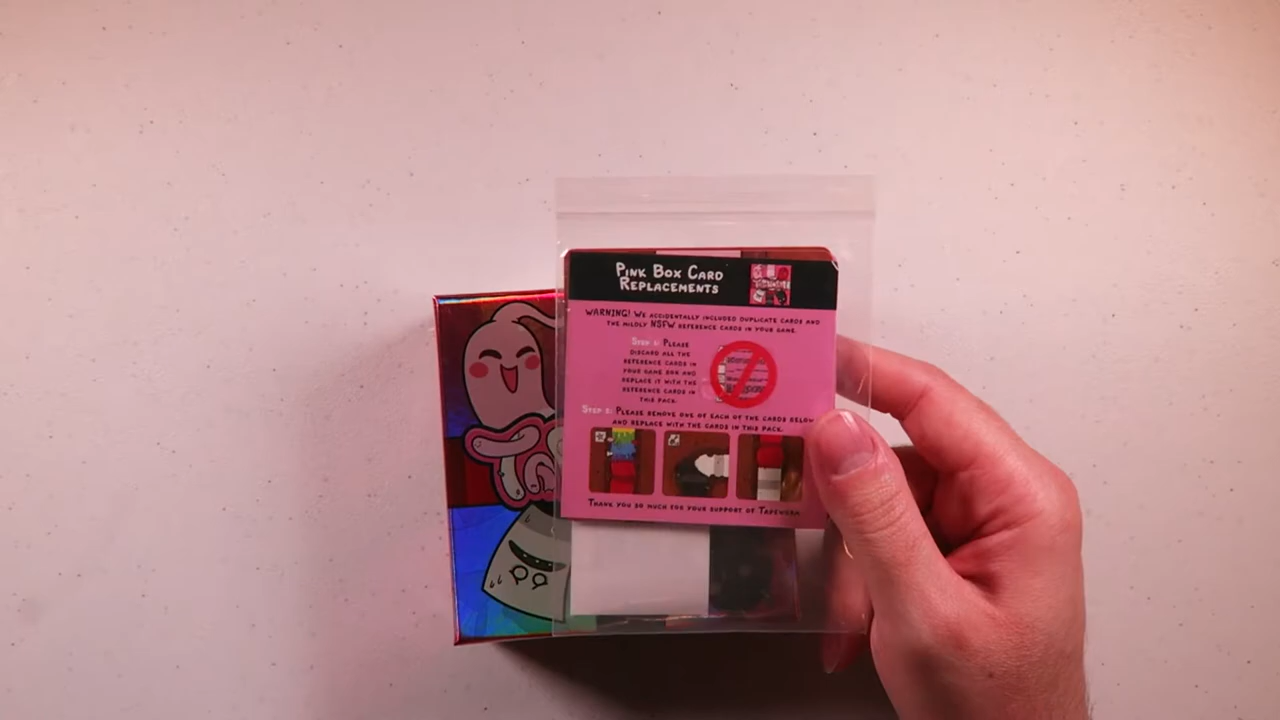 Pink Box Card
Replacements
WARNING! We accidentally included duplicate cards and
the mildly NSFW reference cards in your game.
Step 1: Please
discard all the
reference cards in
your game box and
replace it with the
reference cards in
this pack.
Step 2: Please remove one of each of the cards below
and replace with the cards in this pack.
Thank you so much for your support of Tapeworm